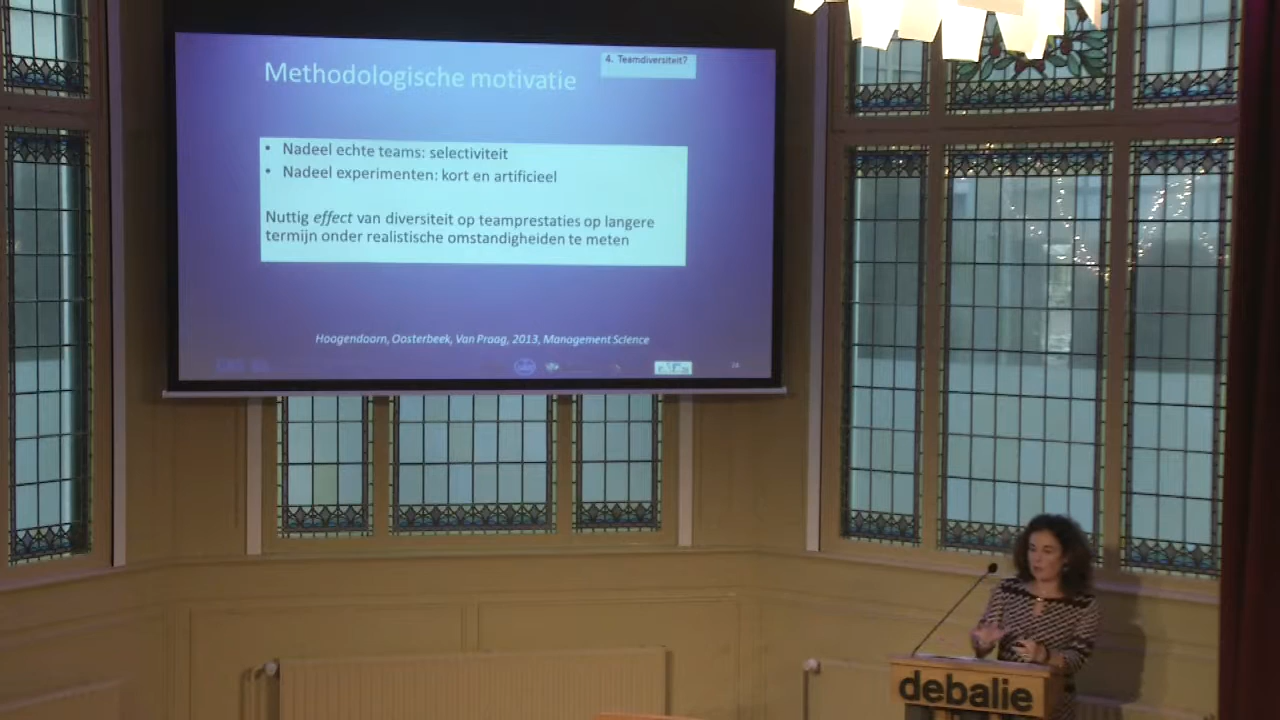 Methodologische motivatie
4. Teamdiversiteit?
• Nadeel echte teams: selectiviteit
• Nadeel experimenten: kort en artificieel
Nuttig effect van diversiteit op teamprestaties op langere
termijn onder realistische omstandigheden te meten
Hoogendoorn, Oosterbeek, Van Praag, 2013, Management Science
debalie